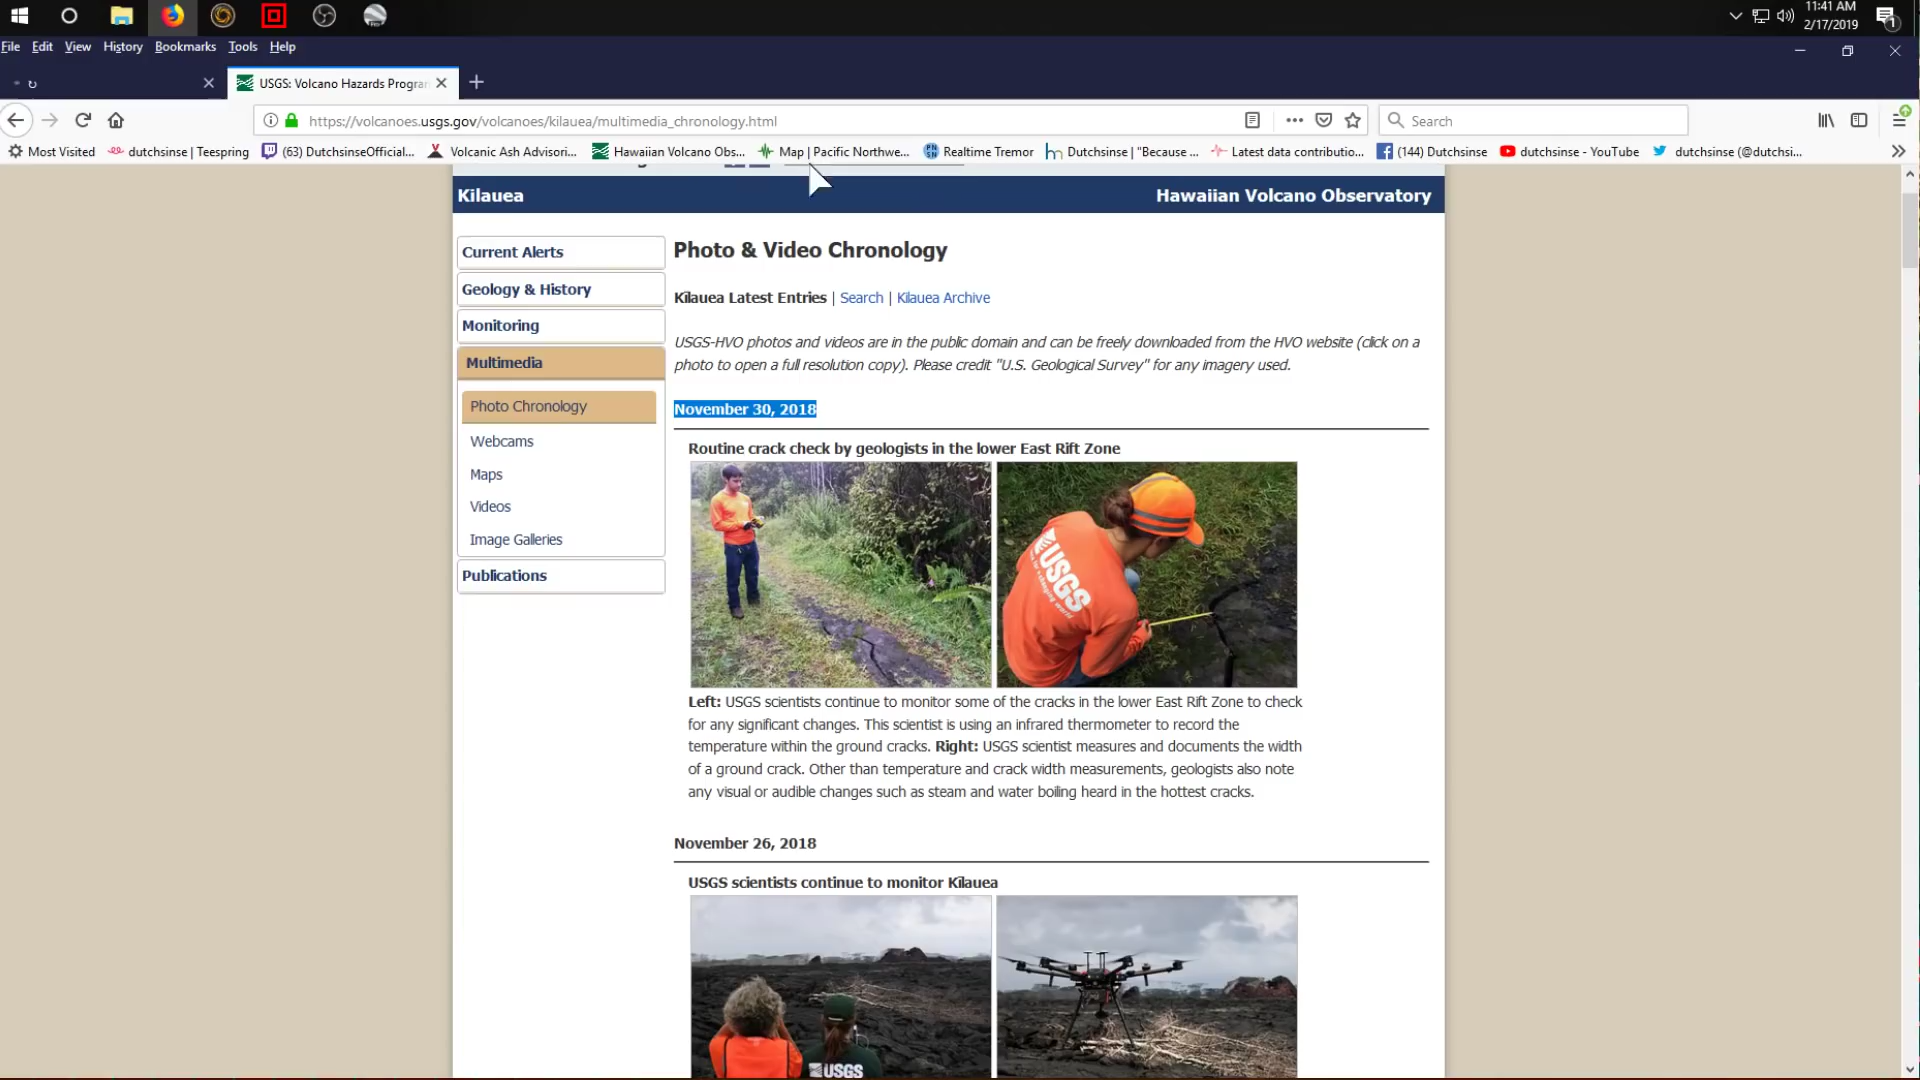 11:41 AM
2/17/2019
1
File Edit View History Bookmarks Tools Help
USGS: Volcano Hazards Program
https://volcanoes.usgs.gov/volcanoes/kilauea/multimedia_chronology.html
Search
Most Visited dutchsinse | Teespring (63) DutchsinseOfficial... Volcanic Ash Advisori... Hawaiian Volcano Obs... Map | Pacific Northwe... Realtime Tremor Dutchsinse | "Because ... Latest data contributio... (144) Dutchsinse dutchsinse - YouTube dutchsinse (@dutchsi...
Kilauea
Hawaiian Volcano Observatory
Current Alerts
Geology & History
Monitoring
Multimedia
Photo Chronology
Webcams
Maps
Videos
Image Galleries
Publications
Photo & Video Chronology
Kīlauea Latest Entries | Search | Kīlauea Archive
USGS-HVO photos and videos are in the public domain and can be freely downloaded from the HVO website (click on a
photo to open a full resolution copy). Please credit "U.S. Geological Survey" for any imagery used.
November 30, 2018
Routine crack check by geologists in the lower East Rift Zone
USGS
Left: USGS scientists continue to monitor some of the cracks in the lower East Rift Zone to check
for any significant changes. This scientist is using an infrared thermometer to record the
temperature within the ground cracks. Right: USGS scientist measures and documents the width
of a ground crack. Other than temperature and crack width measurements, geologists also note
any visual or audible changes such as steam and water boiling heard in the hottest cracks.
November 26, 2018
USGS scientists continue to monitor Kīlauea
USGS